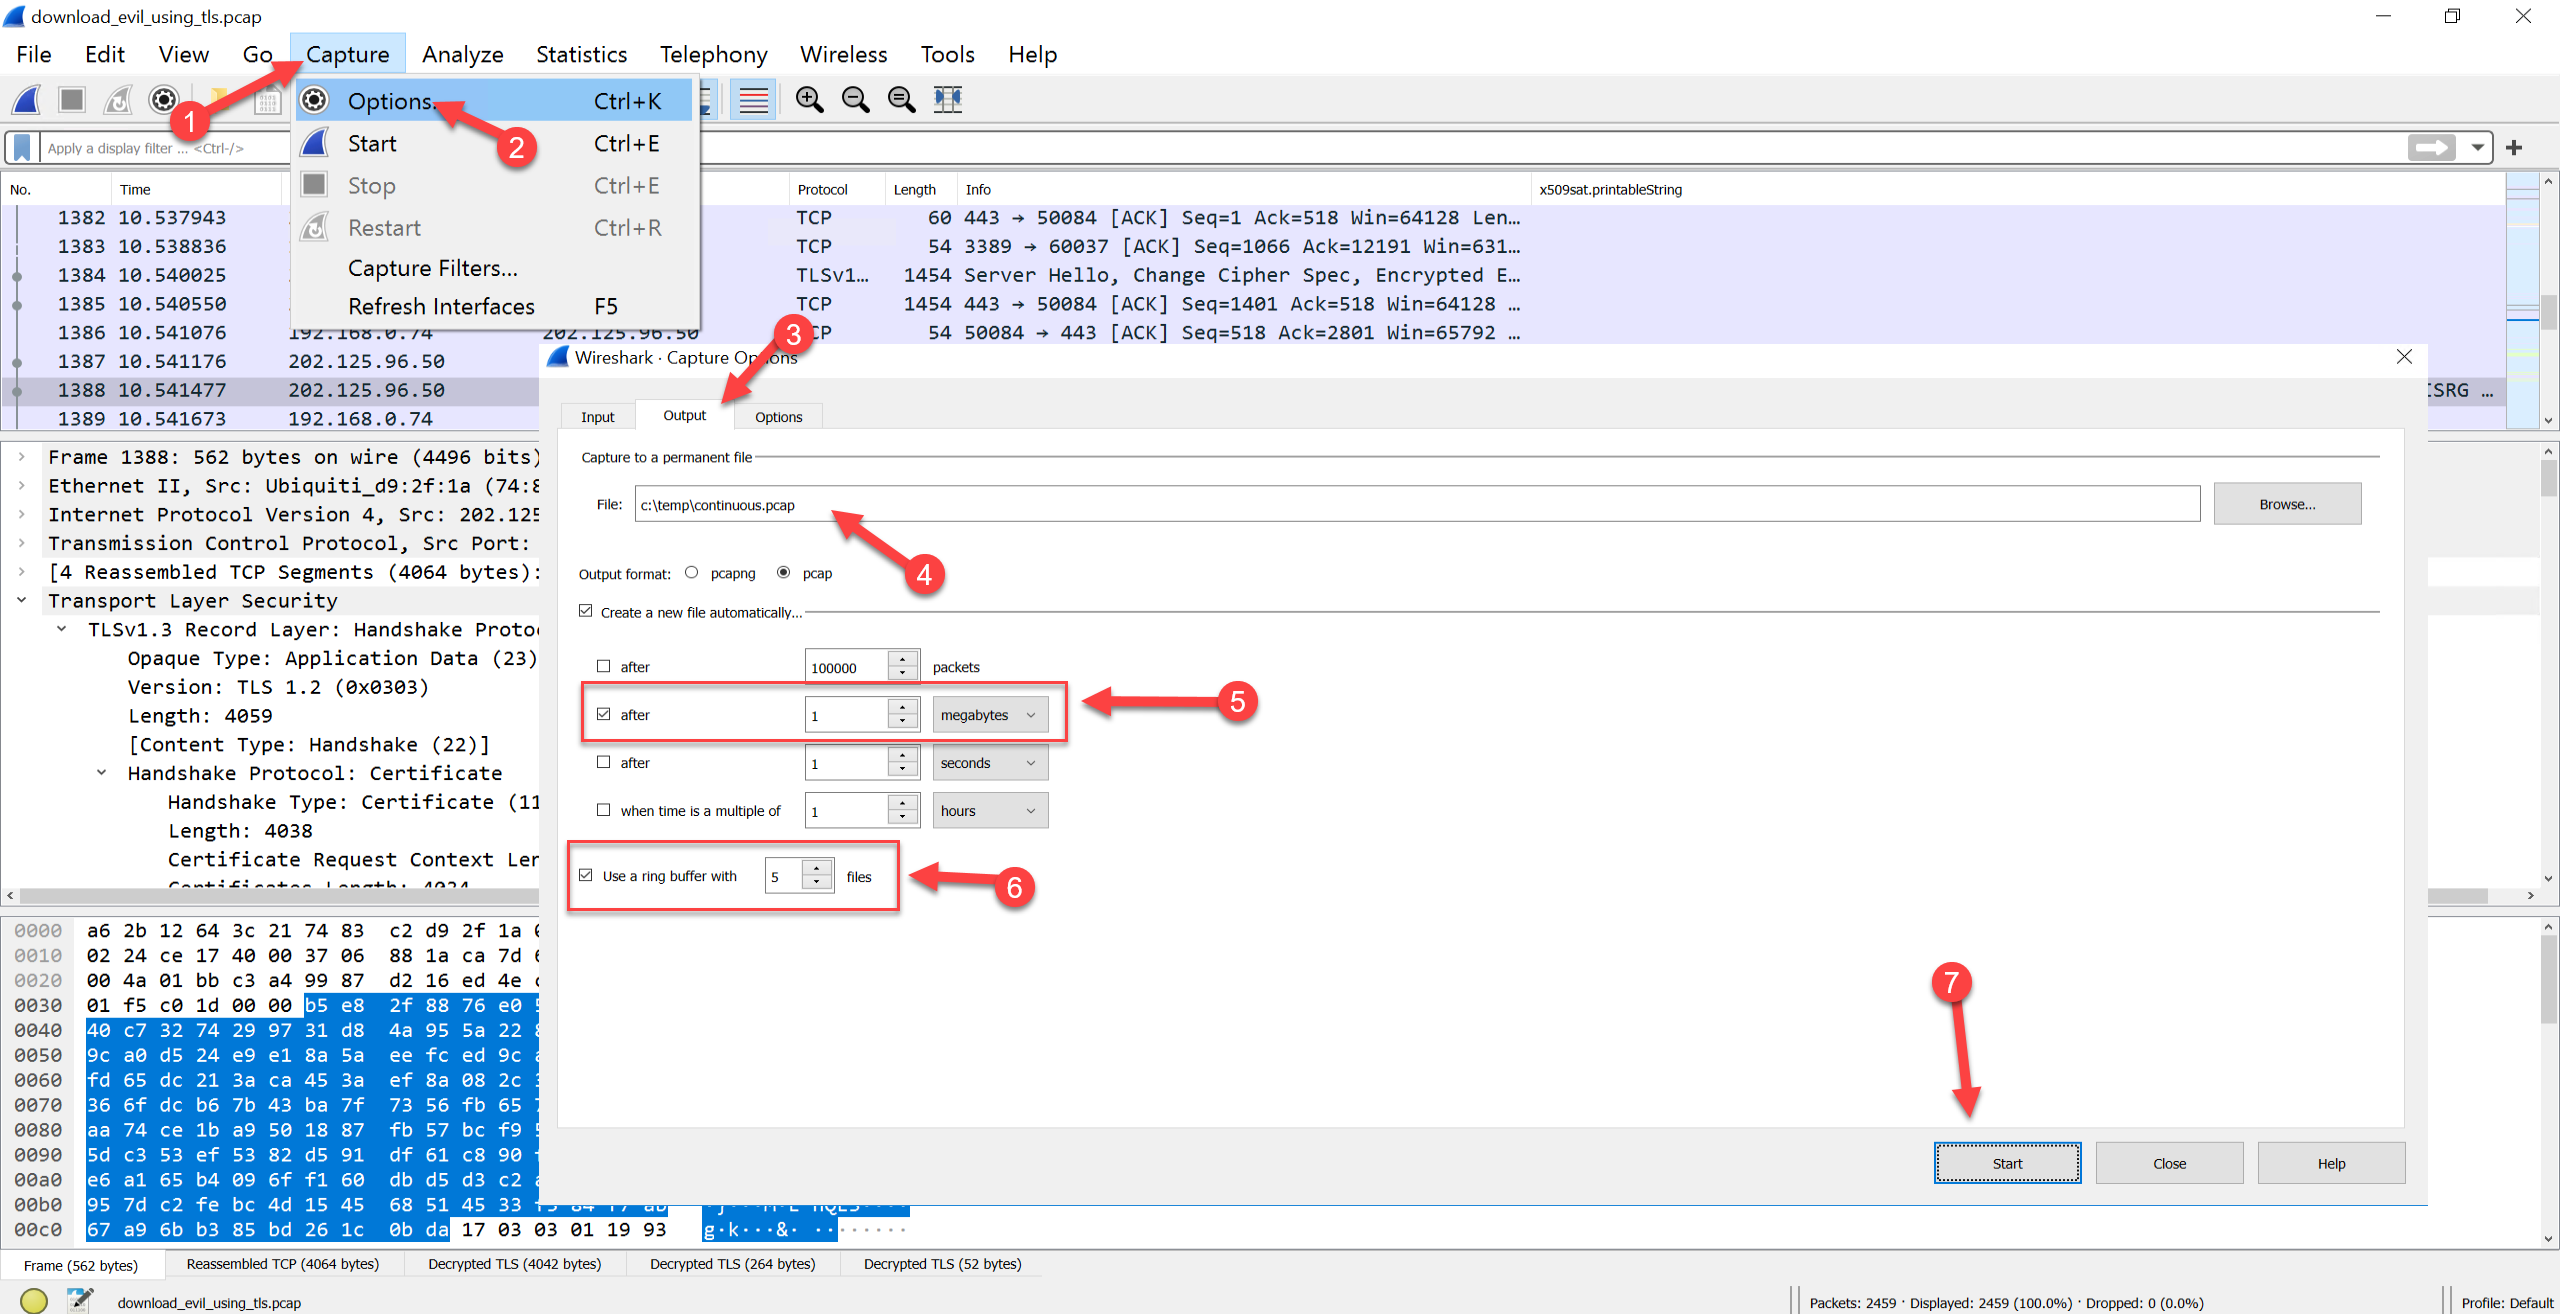 download_evil_using_tls.pcap
File Edit View Go Capture Analyze Statistics Telephony Wireless Tools Help
1
Options... Ctrl+K
2
Start Ctrl+E
Stop Ctrl+E
Restart Ctrl+R
Capture Filters...
Refresh Interfaces F5
Apply a display filter ... <Ctrl-/>
No. Time Protocol Length Info x509sat.printableString
1382 10.537943 TCP 60 443 → 50084 [ACK] Seq=1 Ack=518 Win=64128 Len…
1383 10.538836 TCP 54 3389 → 60037 [ACK] Seq=1066 Ack=12191 Win=631…
1384 10.540025 TLSv1… 1454 Server Hello, Change Cipher Spec, Encrypted E…
1385 10.540550 TCP 1454 443 → 50084 [ACK] Seq=1401 Ack=518 Win=64128 …
1386 10.541076 192.168.0.74 202.125.96.50 TCP 54 50084 → 443 [ACK] Seq=518 Ack=2801 Win=65792 …
1387 10.541176 202.125.96.50
1388 10.541477 202.125.96.50 ISRG …
1389 10.541673 192.168.0.74
3
Wireshark · Capture Options
Input Output Options
Capture to a permanent file
File: c:\temp\continuous.pcap Browse...
4
Output format: pcapng pcap
Create a new file automatically...
after 100000 packets
after 1 megabytes
5
after 1 seconds
when time is a multiple of 1 hours
Use a ring buffer with 5 files
6
7
Start Close Help
Frame 1388: 562 bytes on wire (4496 bits)
Ethernet II, Src: Ubiquiti_d9:2f:1a (74:8
Internet Protocol Version 4, Src: 202.125
Transmission Control Protocol, Src Port:
[4 Reassembled TCP Segments (4064 bytes):
Transport Layer Security
TLSv1.3 Record Layer: Handshake Proto
Opaque Type: Application Data (23)
Version: TLS 1.2 (0x0303)
Length: 4059
[Content Type: Handshake (22)]
Handshake Protocol: Certificate
Handshake Type: Certificate (11
Length: 4038
Certificate Request Context Len
Certificates Length: 4034
0000 a6 2b 12 64 3c 21 74 83 c2 d9 2f 1a
0010 02 24 ce 17 40 00 37 06 88 1a ca 7d
0020 00 4a 01 bb c3 a4 99 87 d2 16 ed 4e
0030 01 f5 c0 1d 00 00 b5 e8 2f 88 76 e0
0040 40 c7 32 74 29 97 31 d8 4a 95 5a 22
0050 9c a0 d5 24 e9 e1 8a 5a ee fc ed 9c
0060 fd 65 dc 21 3a ca 45 3a ef 8a 08 2c
0070 36 6f dc b6 7b 43 ba 7f 73 56 fb 65
0080 aa 74 ce 1b a9 50 18 87 fb 57 bc f9
0090 5d c3 53 ef 53 82 d5 91 df 61 c8 90
00a0 e6 a1 65 b4 09 6f f1 60 db d5 d3 c2
00b0 95 7d c2 fe bc 4d 15 45 68 51 45 33
00c0 67 a9 6b b3 85 bd 26 1c 0b da 17 03 03 01 19 93 g·k···&· ········
Frame (562 bytes) Reassembled TCP (4064 bytes) Decrypted TLS (4042 bytes) Decrypted TLS (264 bytes) Decrypted TLS (52 bytes)
download_evil_using_tls.pcap Packets: 2459 · Displayed: 2459 (100.0%) · Dropped: 0 (0.0%) Profile: Default